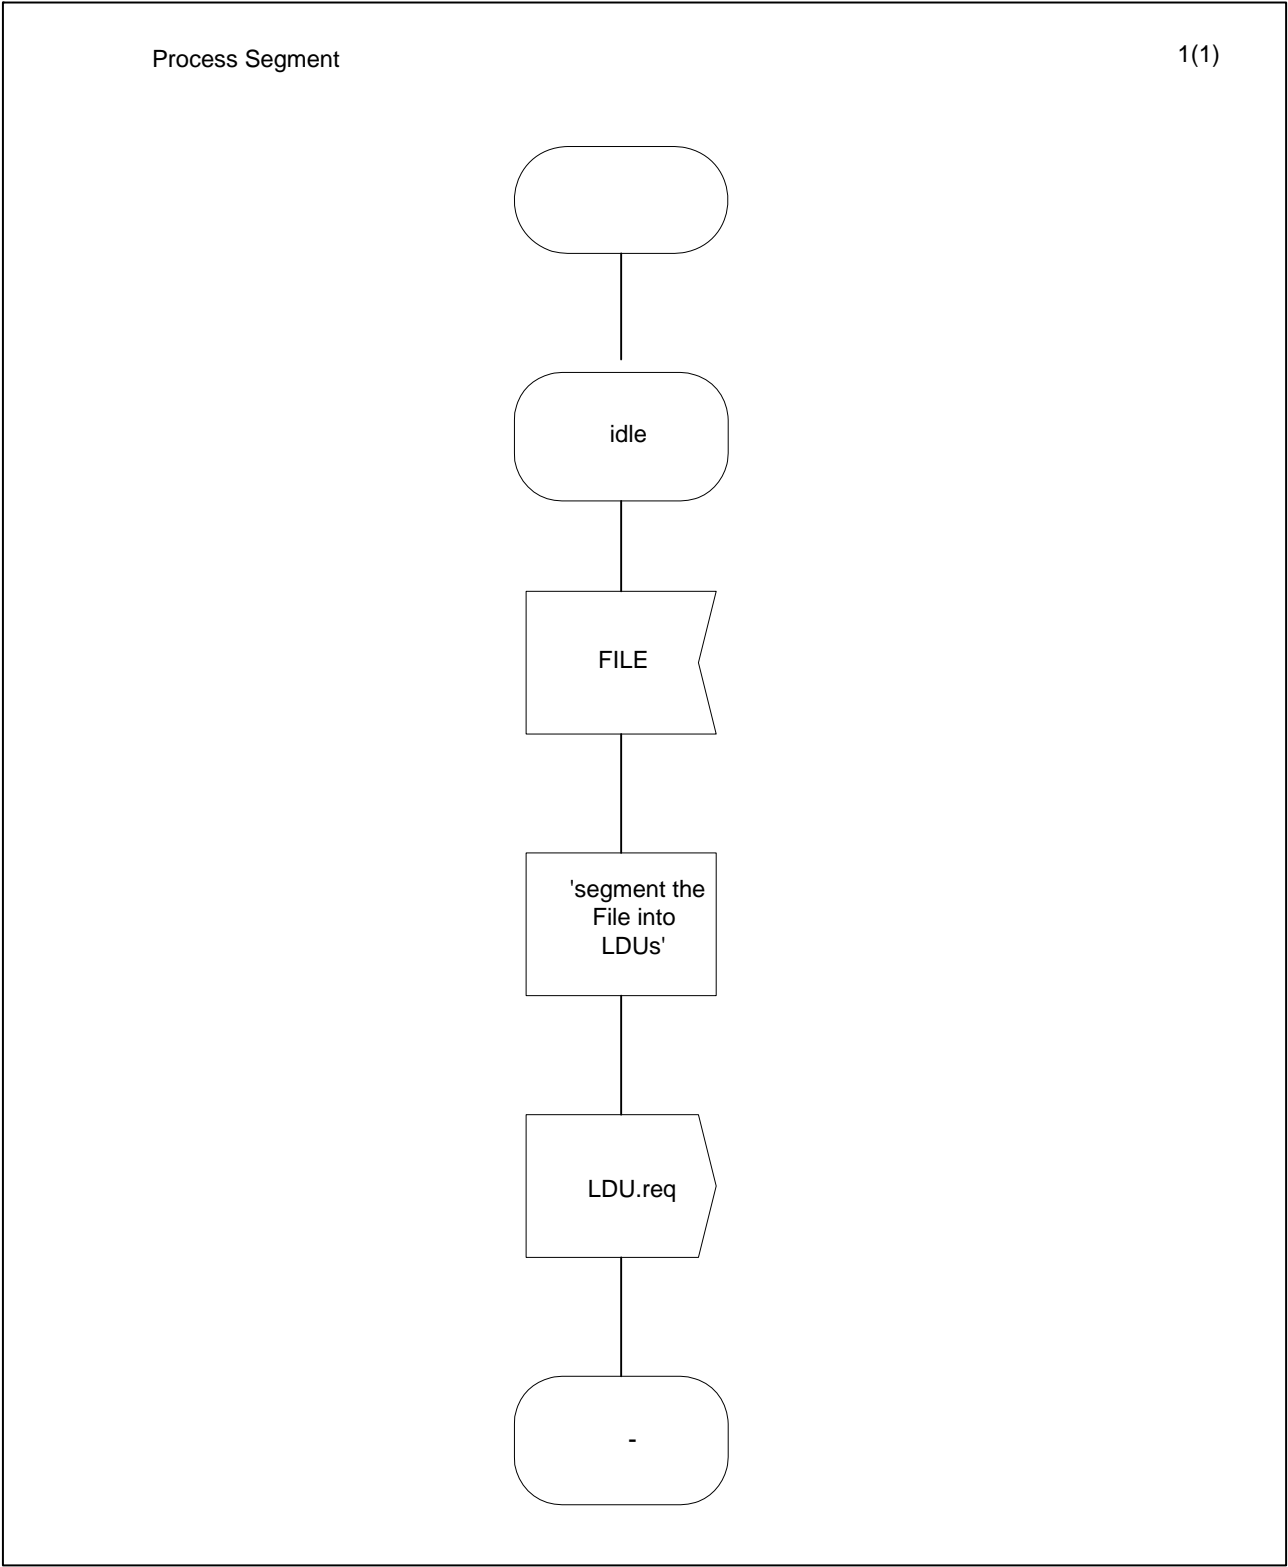 Process Segment
1(1)
idle
FILE
'segment the
File into
LDUs'
LDU.req
-